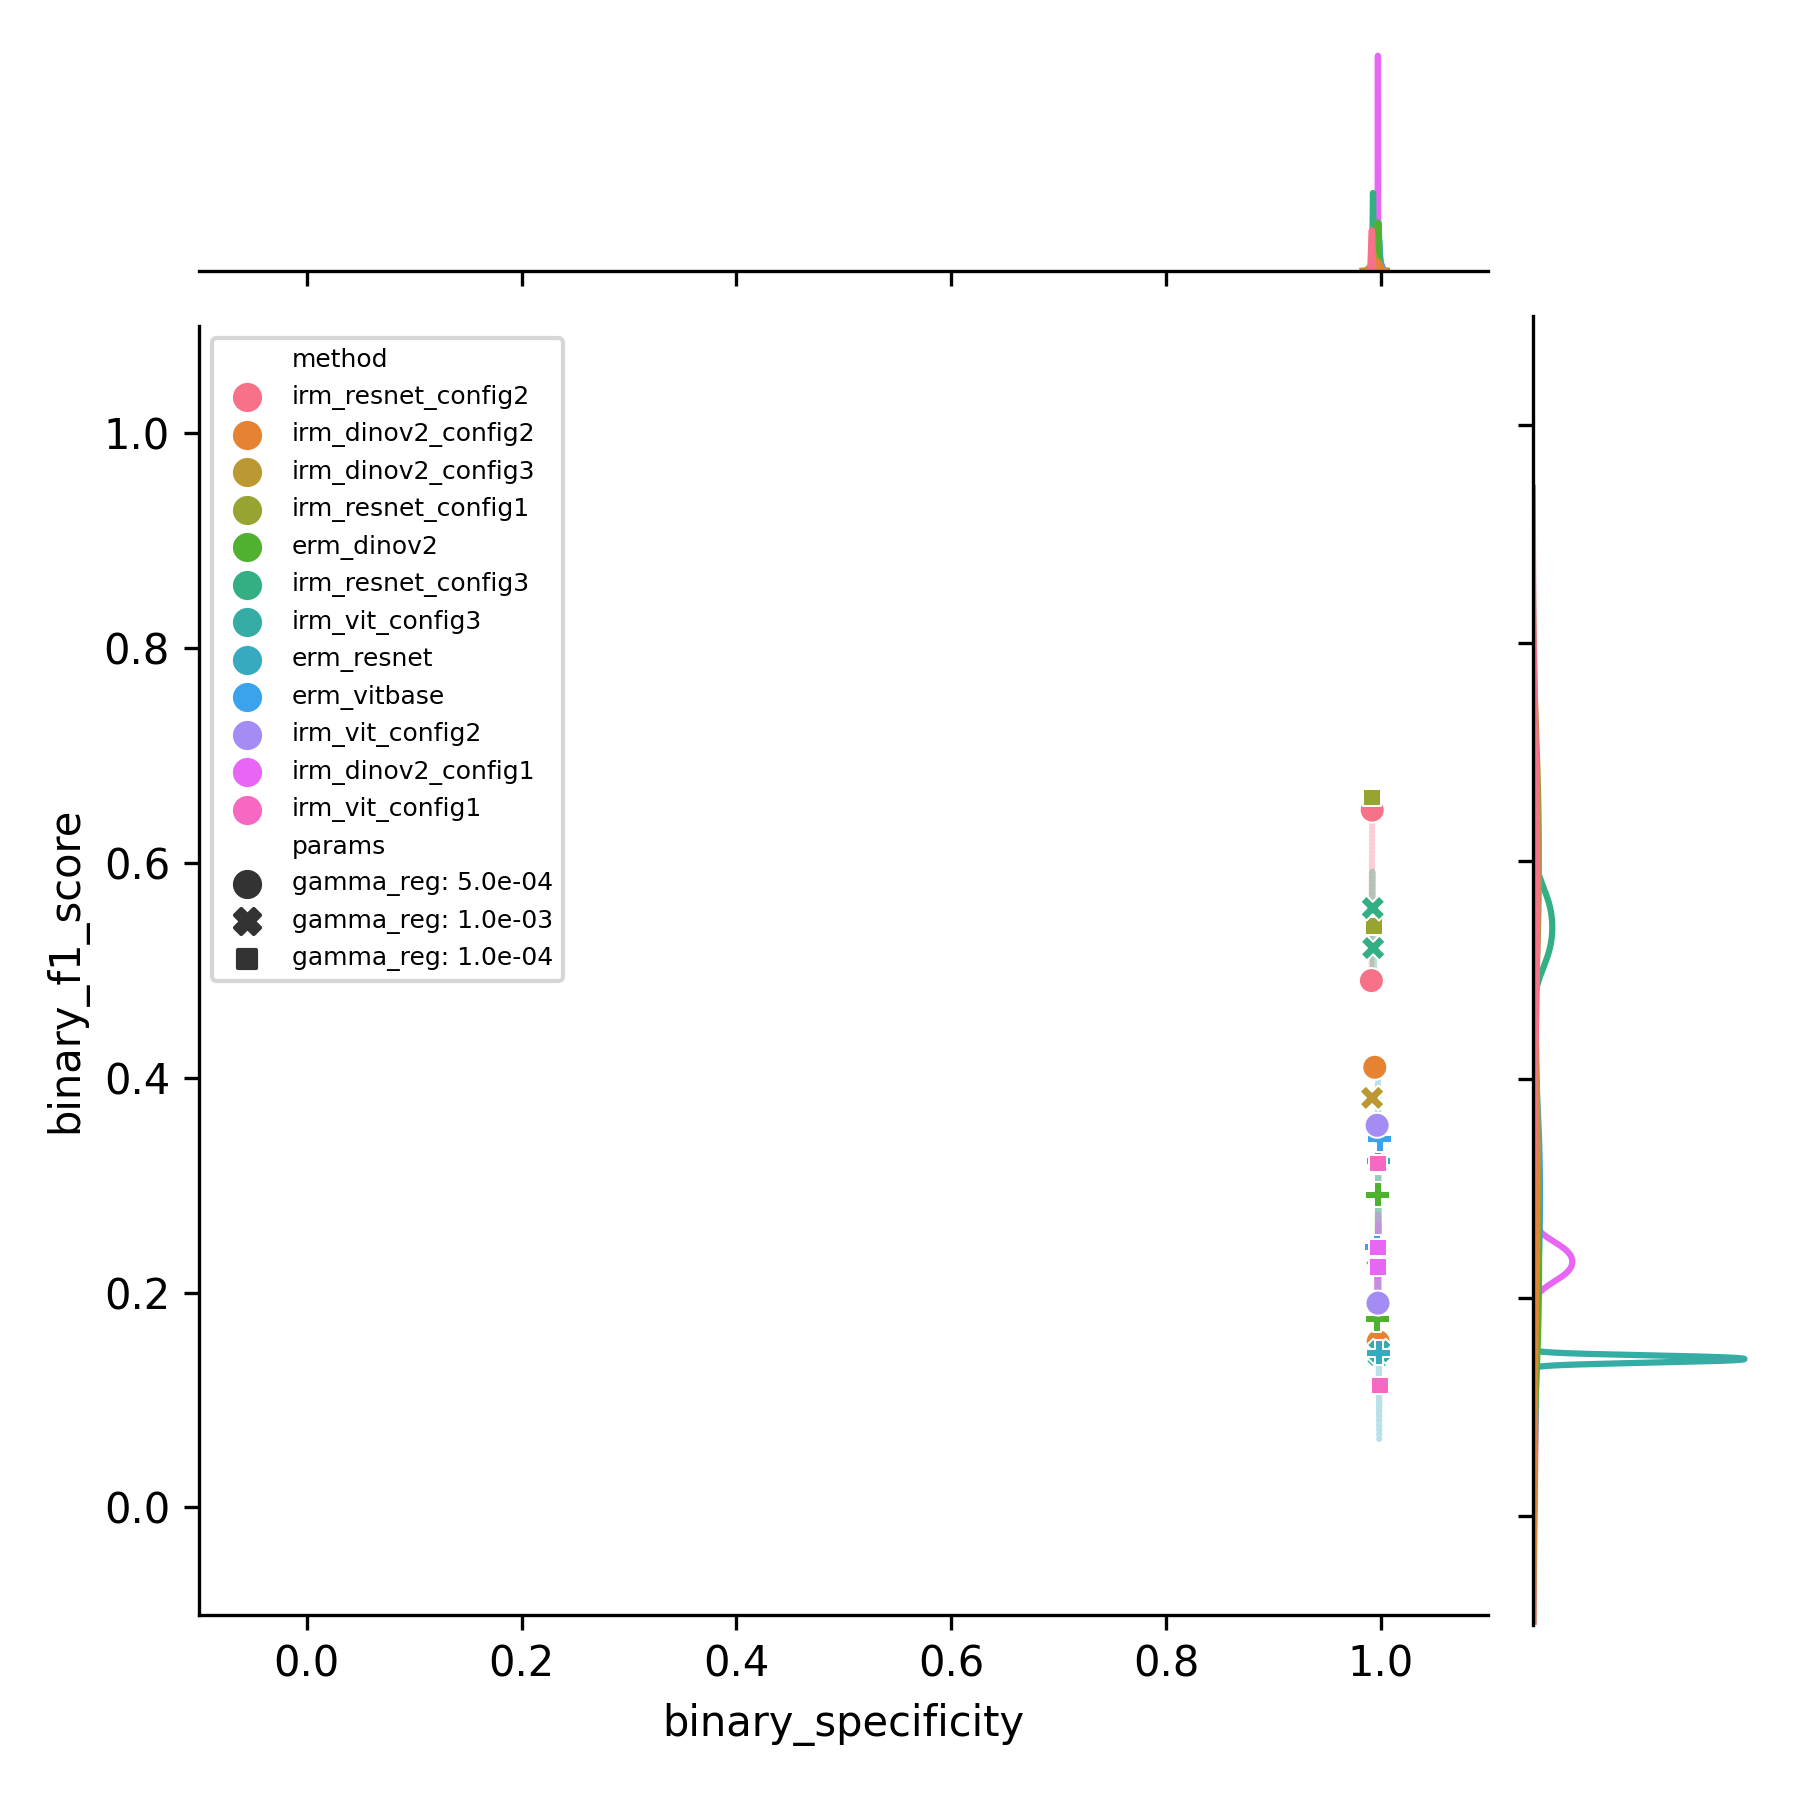 method
irm_resnet_config2
irm_dinov2_config2
irm_dinov2_config3
irm_resnet_config1
erm_dinov2
irm_resnet_config3
irm_vit_config3
erm_resnet
erm_vitbase
irm_vit_config2
irm_dinov2_config1
irm_vit_config1
params
gamma_reg: 5.0e-04
gamma_reg: 1.0e-03
gamma_reg: 1.0e-04
binary_f1_score
1.0
0.8
0.6
0.4
0.2
0.0
0.0 0.2 0.4 0.6 0.8 1.0
binary_specificity